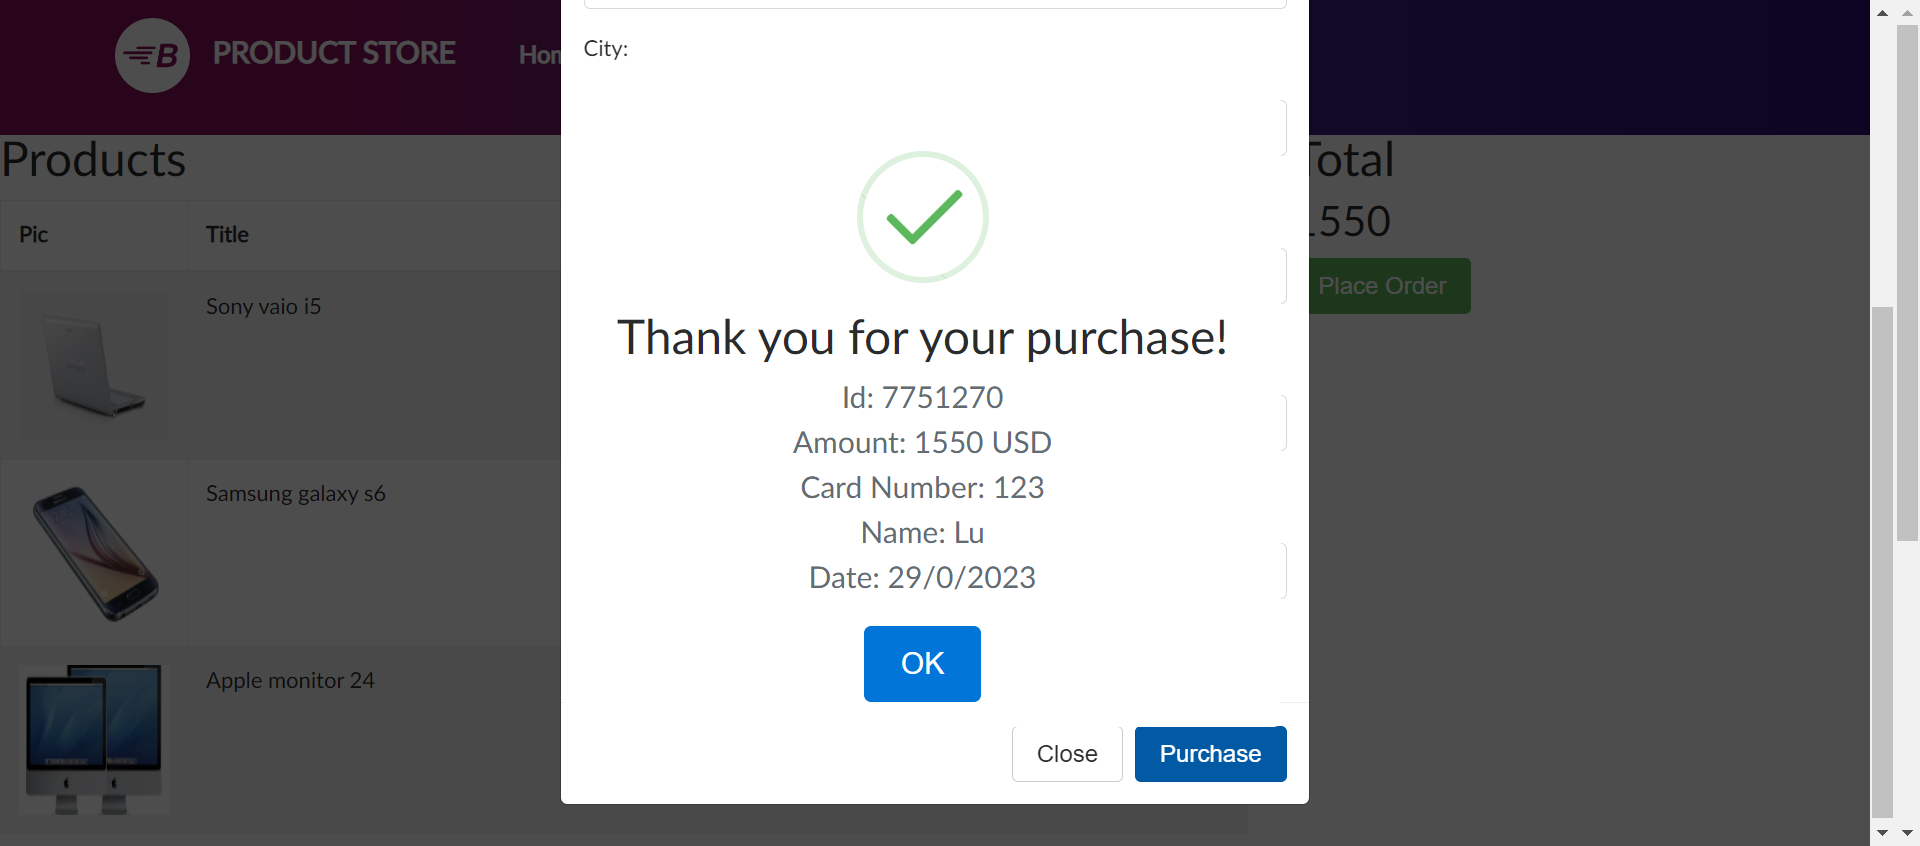 B PRODUCT STORE Hom
City:
Products
Total
1550
Pic Title
Place Order
Sony vaio i5
Samsung galaxy s6
Apple monitor 24
Thank you for your purchase!
Id: 7751270
Amount: 1550 USD
Card Number: 123
Name: Lu
Date: 29/0/2023
OK
Close Purchase